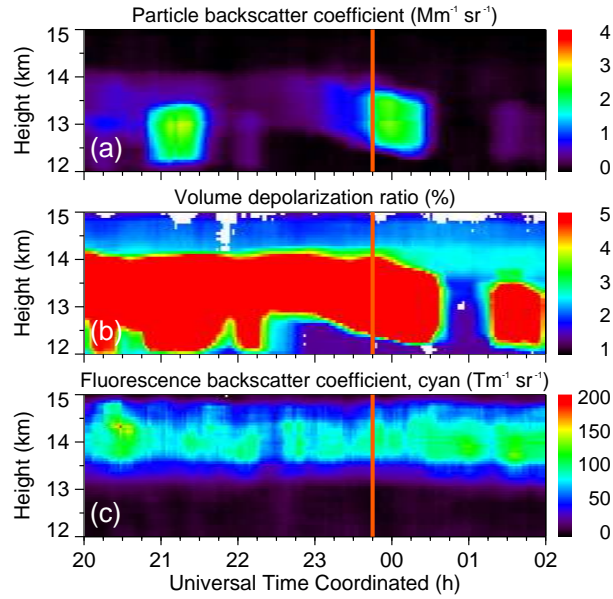 Particle backscatter coefficient (Mm⁻¹ sr⁻¹)
15
14
13
12
Height (km)
(a)
4
3
2
1
0
Volume depolarization ratio (%)
15
14
13
12
Height (km)
(b)
5
4
3
2
1
Fluorescence backscatter coefficient, cyan (Tm⁻¹ sr⁻¹)
15
14
13
12
Height (km)
(c)
200
150
100
50
0
20 21 22 23 00 01 02
Universal Time Coordinated (h)